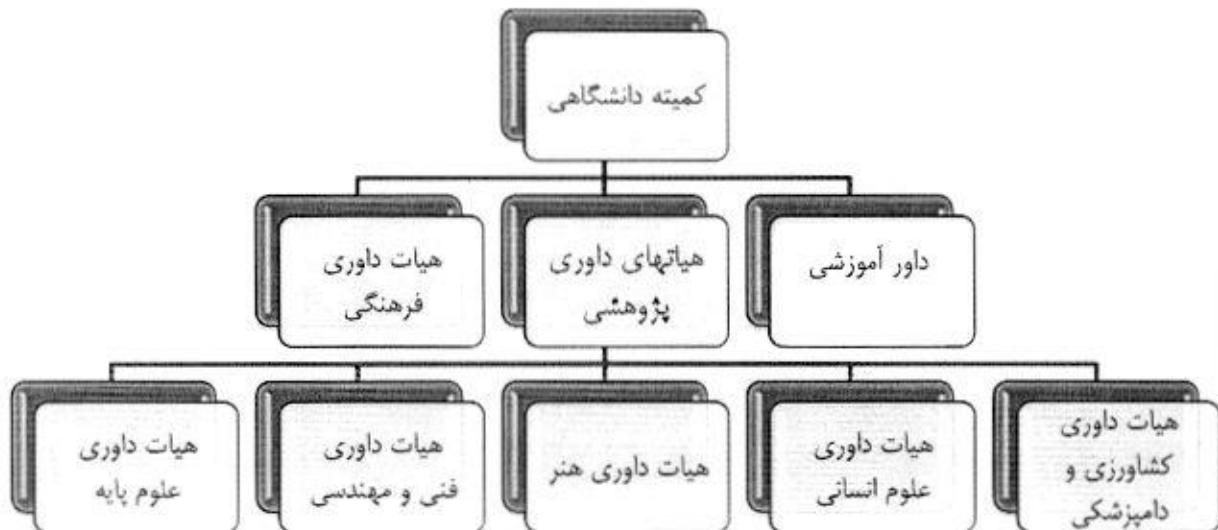 کمیته دانشگاهی
داور آموزشی
هیاتهای داوری
پژوهشی
هیات داوری
فرهنگی
هیات داوری
کشاورزی و
دامپزشکی
هیات داوری
علوم انسانی
هیات داوری هنر
هیات داوری
فنی و مهندسی
هیات داوری
علوم پایه